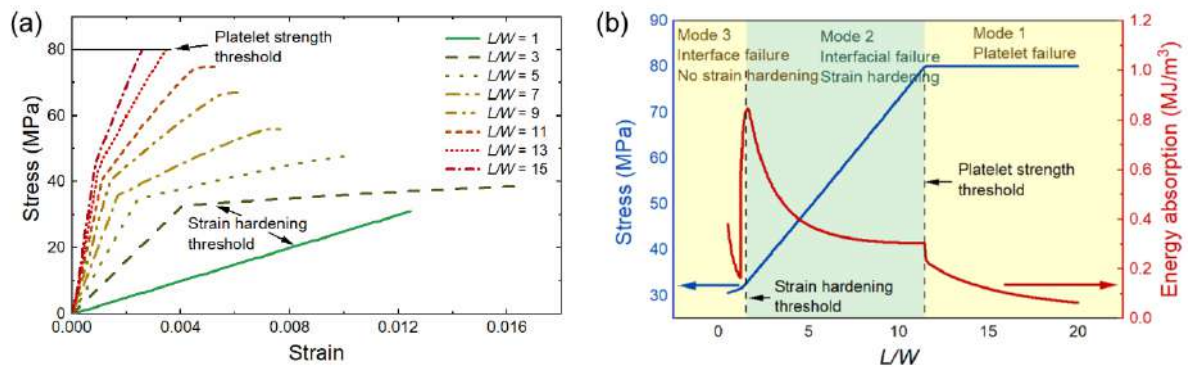 (a)
80
60
40
20
0
Stress (MPa)
0.000
0.004
0.008
0.012
0.016
Strain
Platelet strength
threshold
Strain hardening
threshold
L/W = 1
L/W = 3
L/W = 5
L/W = 7
L/W = 9
L/W = 11
L/W = 13
L/W = 15
(b)
90
80
70
60
50
40
30
Stress (MPa)
Mode 3
Interface failure
No strain hardening
Mode 2
Interfacial failure
Strain hardening
Mode 1
Platelet failure
Platelet strength
threshold
Strain hardening
threshold
0
5
10
15
20
L/W
1.2
1.0
0.8
0.6
0.4
0.2
0.0
Energy absorption (MJ/m³)